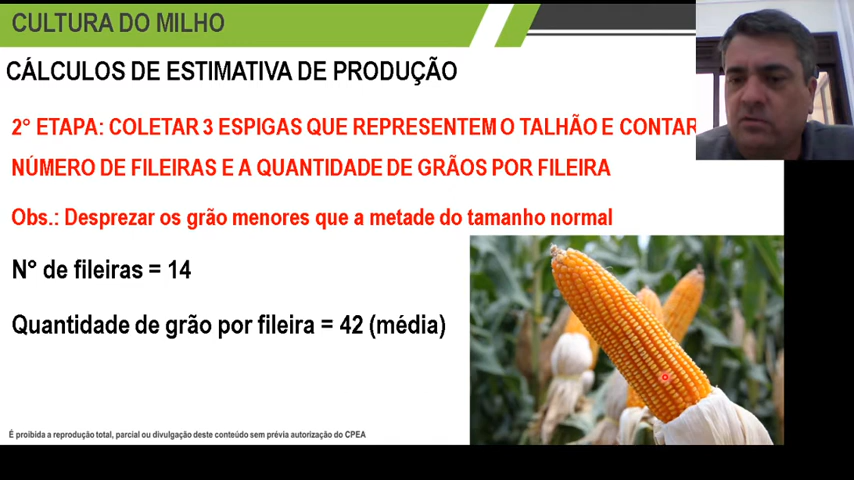 CULTURA DO MILHO
CÁLCULOS DE ESTIMATIVA DE PRODUÇÃO
2° ETAPA: COLETAR 3 ESPIGAS QUE REPRESENTEM O TALHÃO E CONTAR
NÚMERO DE FILEIRAS E A QUANTIDADE DE GRÃOS POR FILEIRA
Obs.: Desprezar os grão menores que a metade do tamanho normal
N° de fileiras = 14
Quantidade de grão por fileira = 42 (média)
É proibida a reprodução total, parcial ou divulgação deste conteúdo sem prévia autorização do CPEA